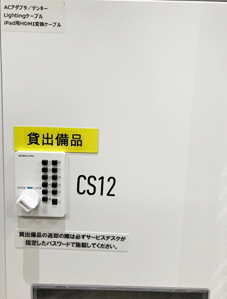 ACアダプタ／テンキー
Lightingケーブル
iPad用HDMI変換ケーブル
貸出備品
CS12
貸出備品の返却の際は必ずサービスデスクが
指定したパスワードで施錠してください。